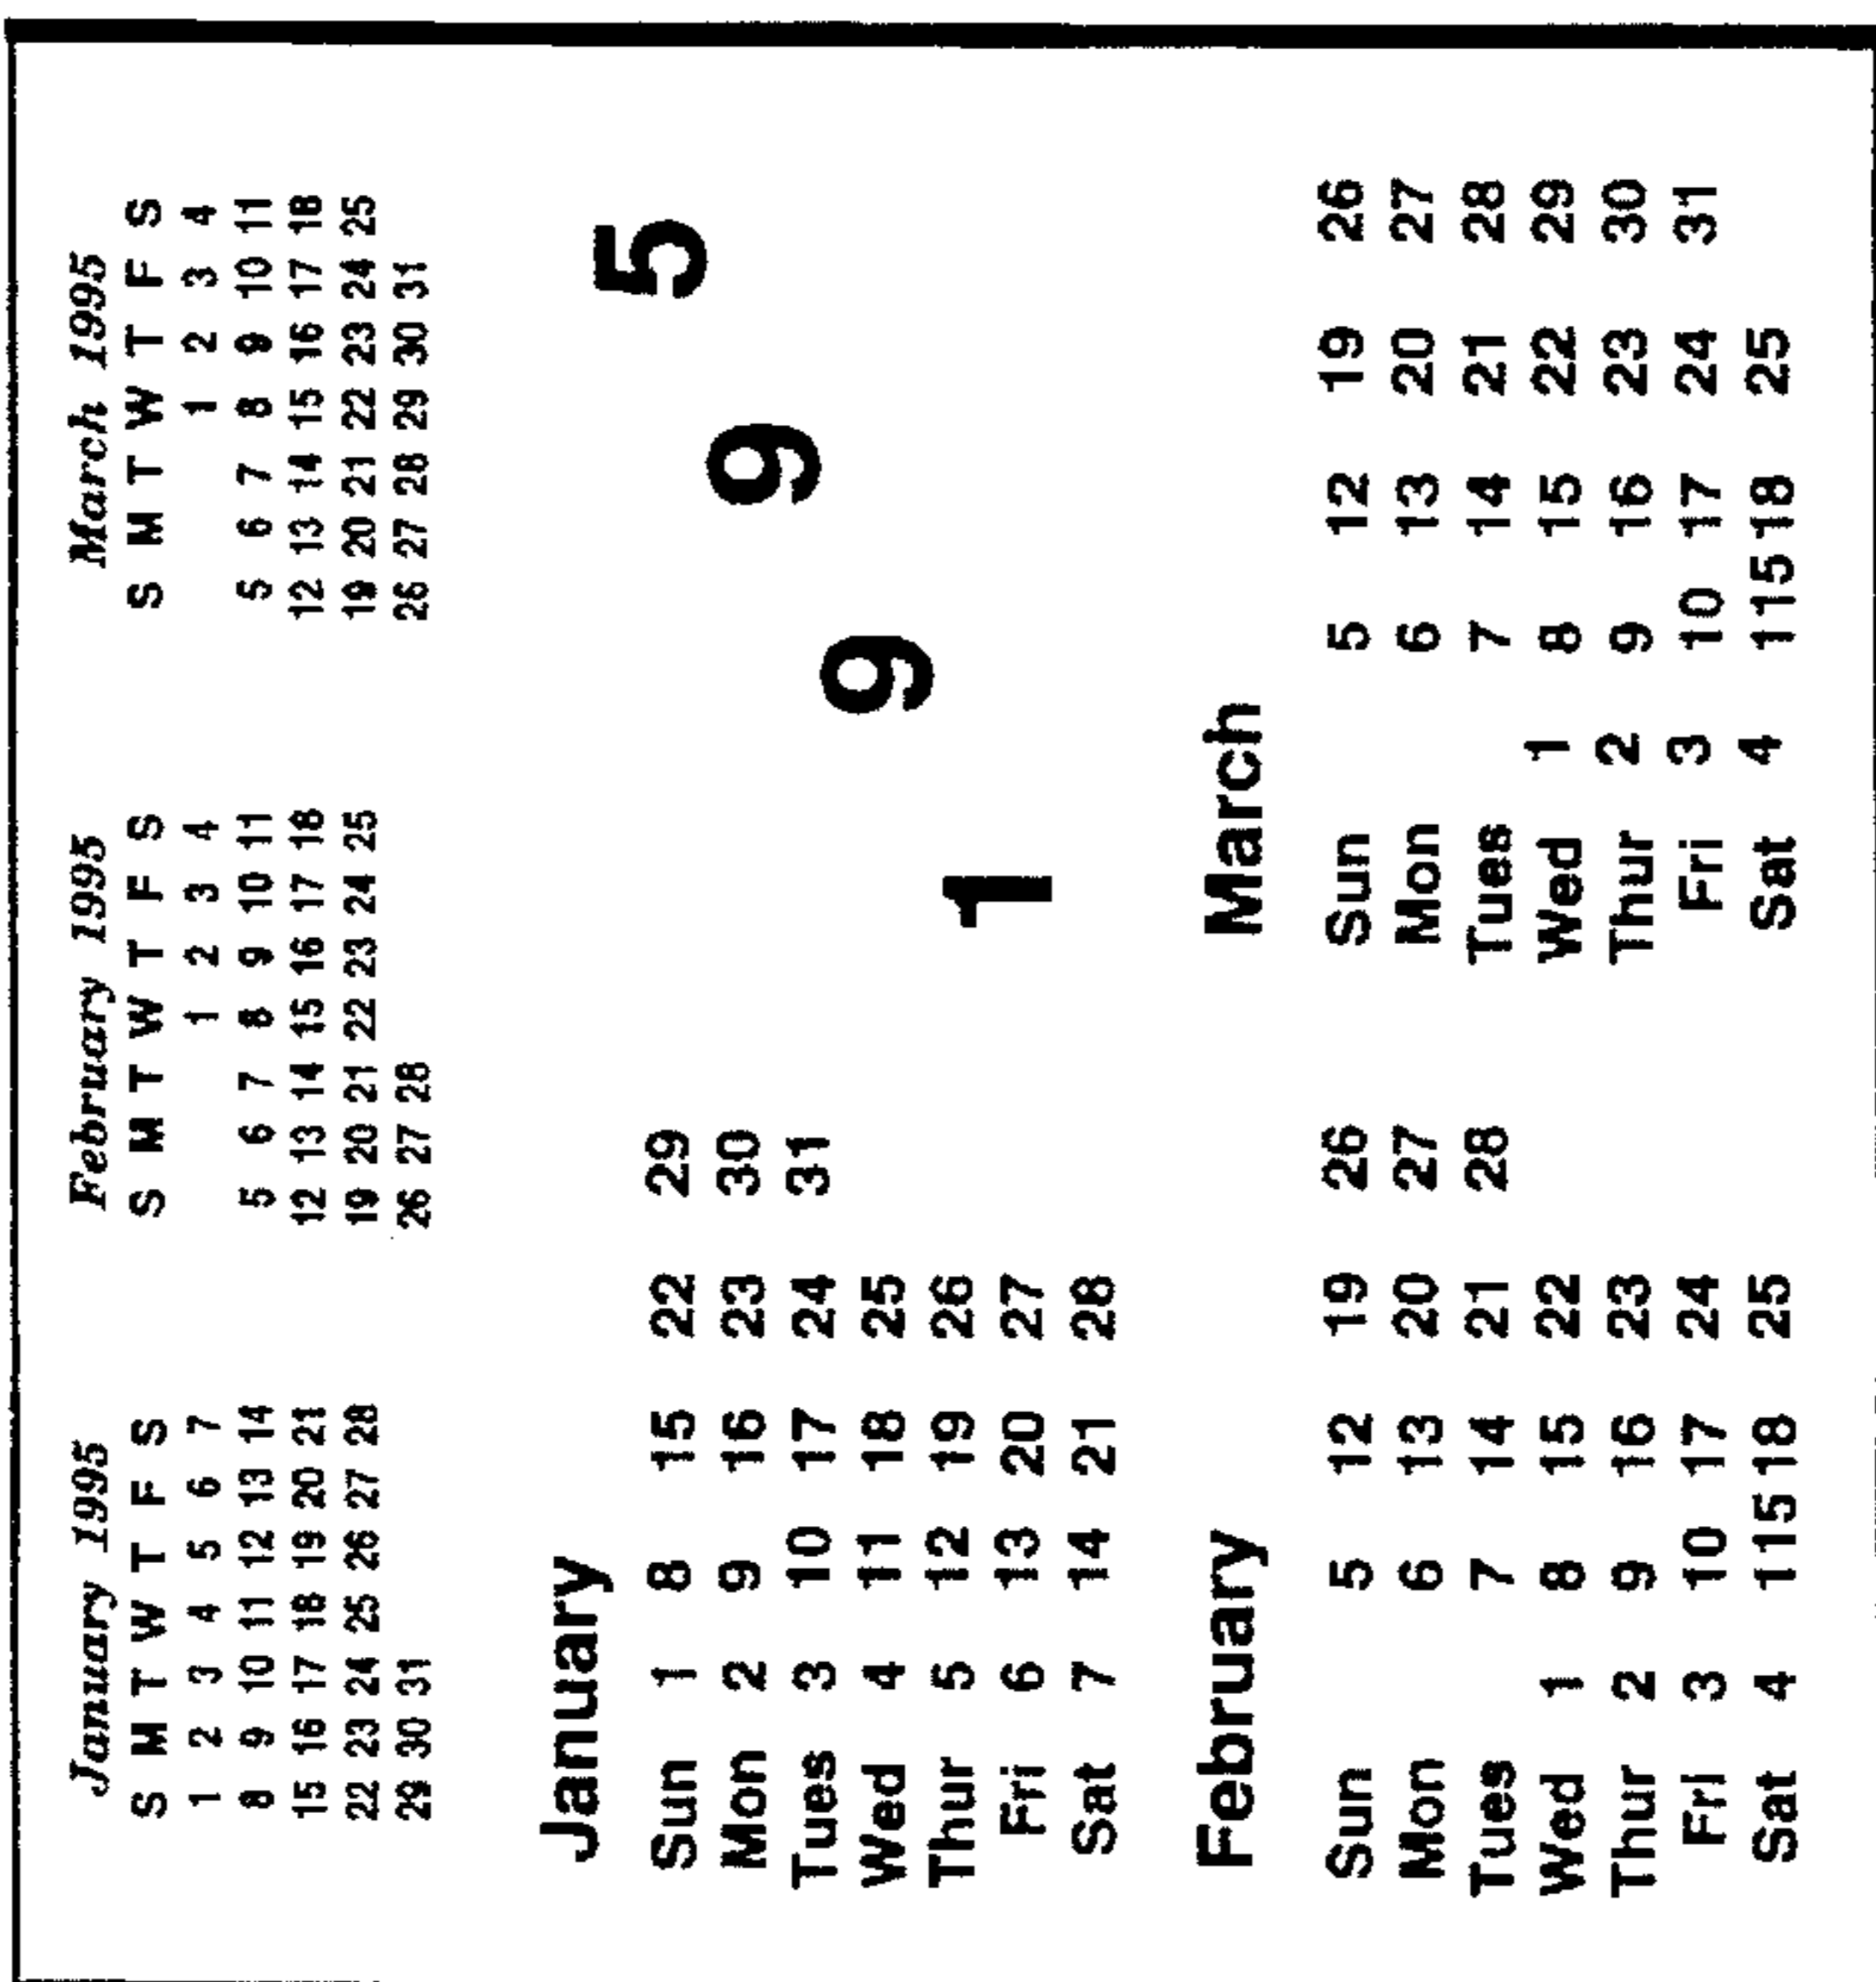 January 1995
S M T W T F S
1 2 3 4 5 6 7
8 9 10 11 12 13 14
15 16 17 18 19 20 21
22 23 24 25 26 27 28
29 30 31
February 1995
S M T W T F S
1 2 3 4
5 6 7 8 9 10 11
12 13 14 15 16 17 18
19 20 21 22 23 24 25
26 27 28
March 1995
S M T W T F S
1 2 3 4
5 6 7 8 9 10 11
12 13 14 15 16 17 18
19 20 21 22 23 24 25
26 27 28 29 30 31
January
Sun 1 8 15 22 29
Mon 2 9 16 23 30
Tues 3 10 17 24 31
Wed 4 11 18 25
Thur 5 12 19 26
Fri 6 13 20 27
Sat 7 14 21 28
1 9 9 5
February
Sun 5 12 19 26
Mon 6 13 20 27
Tues 7 14 21 28
Wed 1 8 15 22
Thur 2 9 16 23
Fri 3 10 17 24
Sat 4 115 18 25
March
Sun 5 12 19 26
Mon 6 13 20 27
Tues 7 14 21 28
Wed 1 8 15 22 29
Thur 2 9 16 23 30
Fri 3 10 17 24 31
Sat 4 115 18 25